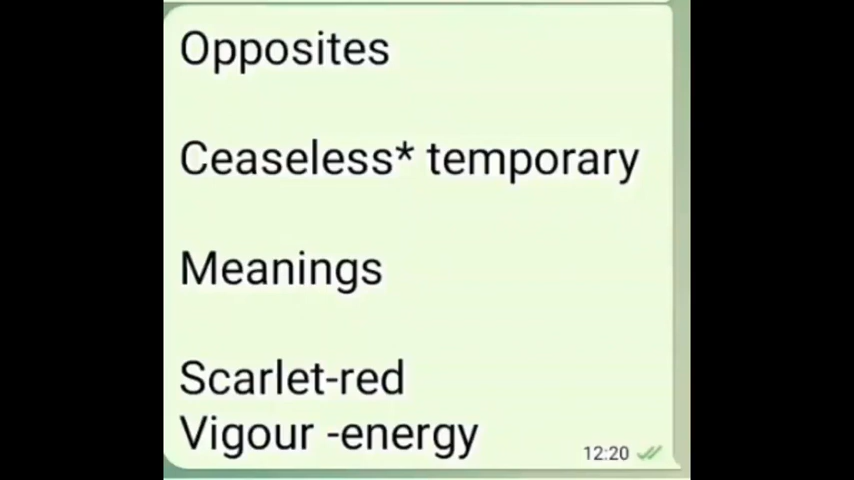 Opposites
Ceaseless* temporary
Meanings
Scarlet-red
Vigour -energy
12:20